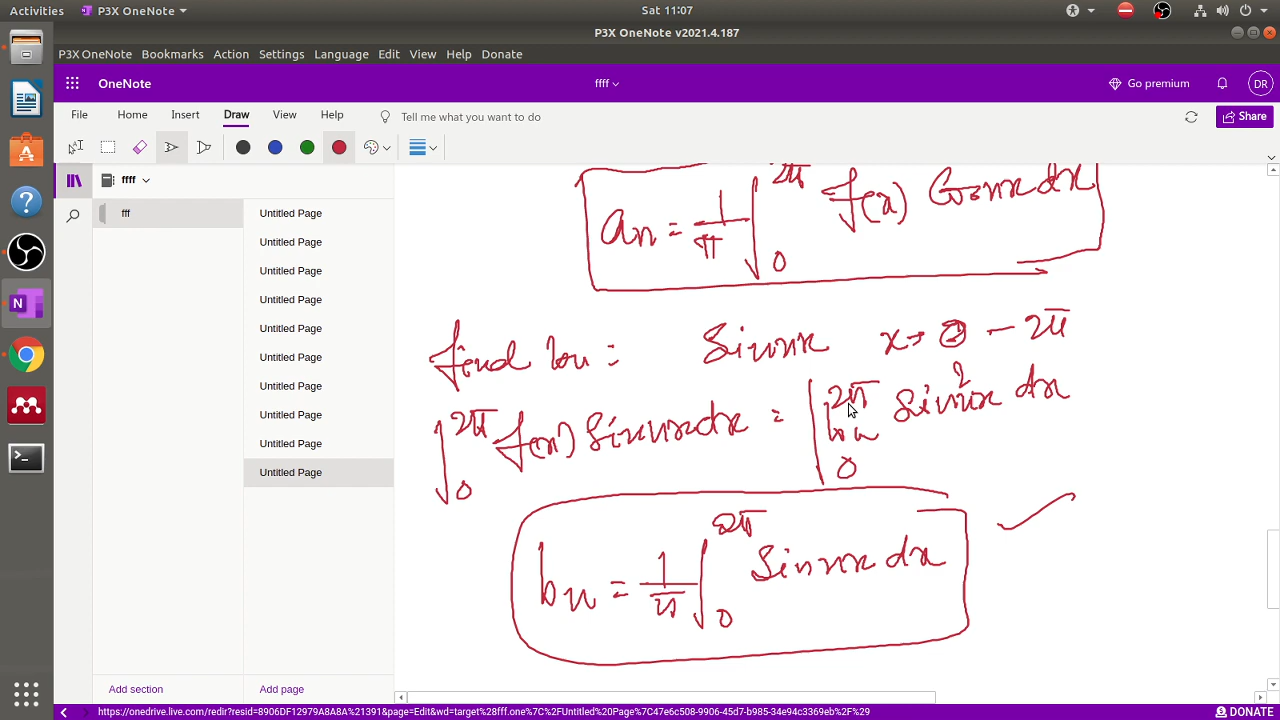 Activities P3X OneNote Sat 11:07
P3X OneNote v2021.4.187
P3X OneNote Bookmarks Action Settings Language Edit View Help Donate
OneNote ffff Go premium DR
File Home Insert Draw View Help Tell me what you want to do Share
ffff
fff
Untitled Page
Untitled Page
Untitled Page
Untitled Page
Untitled Page
Untitled Page
Untitled Page
Untitled Page
Untitled Page
Untitled Page
an = 1/π ∫₀^2π f(x) Cosnx dx
find bn = Sinnx x → 0 − 2π
∫₀^2π f(x) Sinnx dx = ∫₀^2π bn Sin²nx dx
bn = 1/π ∫₀^2π Sinnx dx
Add section Add page
https://onedrive.live.com/redir?resid=8906DF12979A8A8A%21391&page=Edit&wd=target%28fff.one%7C%2FUntitled%20Page%7C47e6c508-9906-45d7-b985-34e94c3369eb%2F%29 DONATE